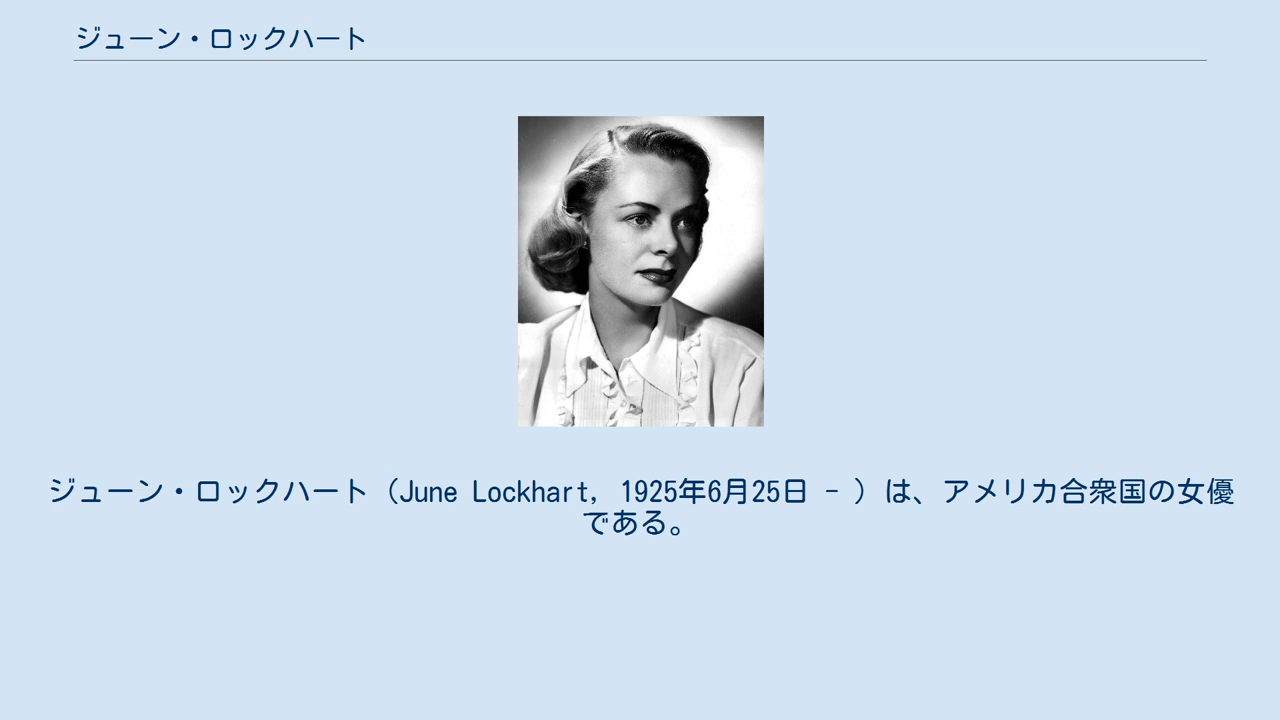 ジューン・ロックハート
ジューン・ロックハート（June Lockhart, 1925年6月25日 - ）は、アメリカ合衆国の女優
である。